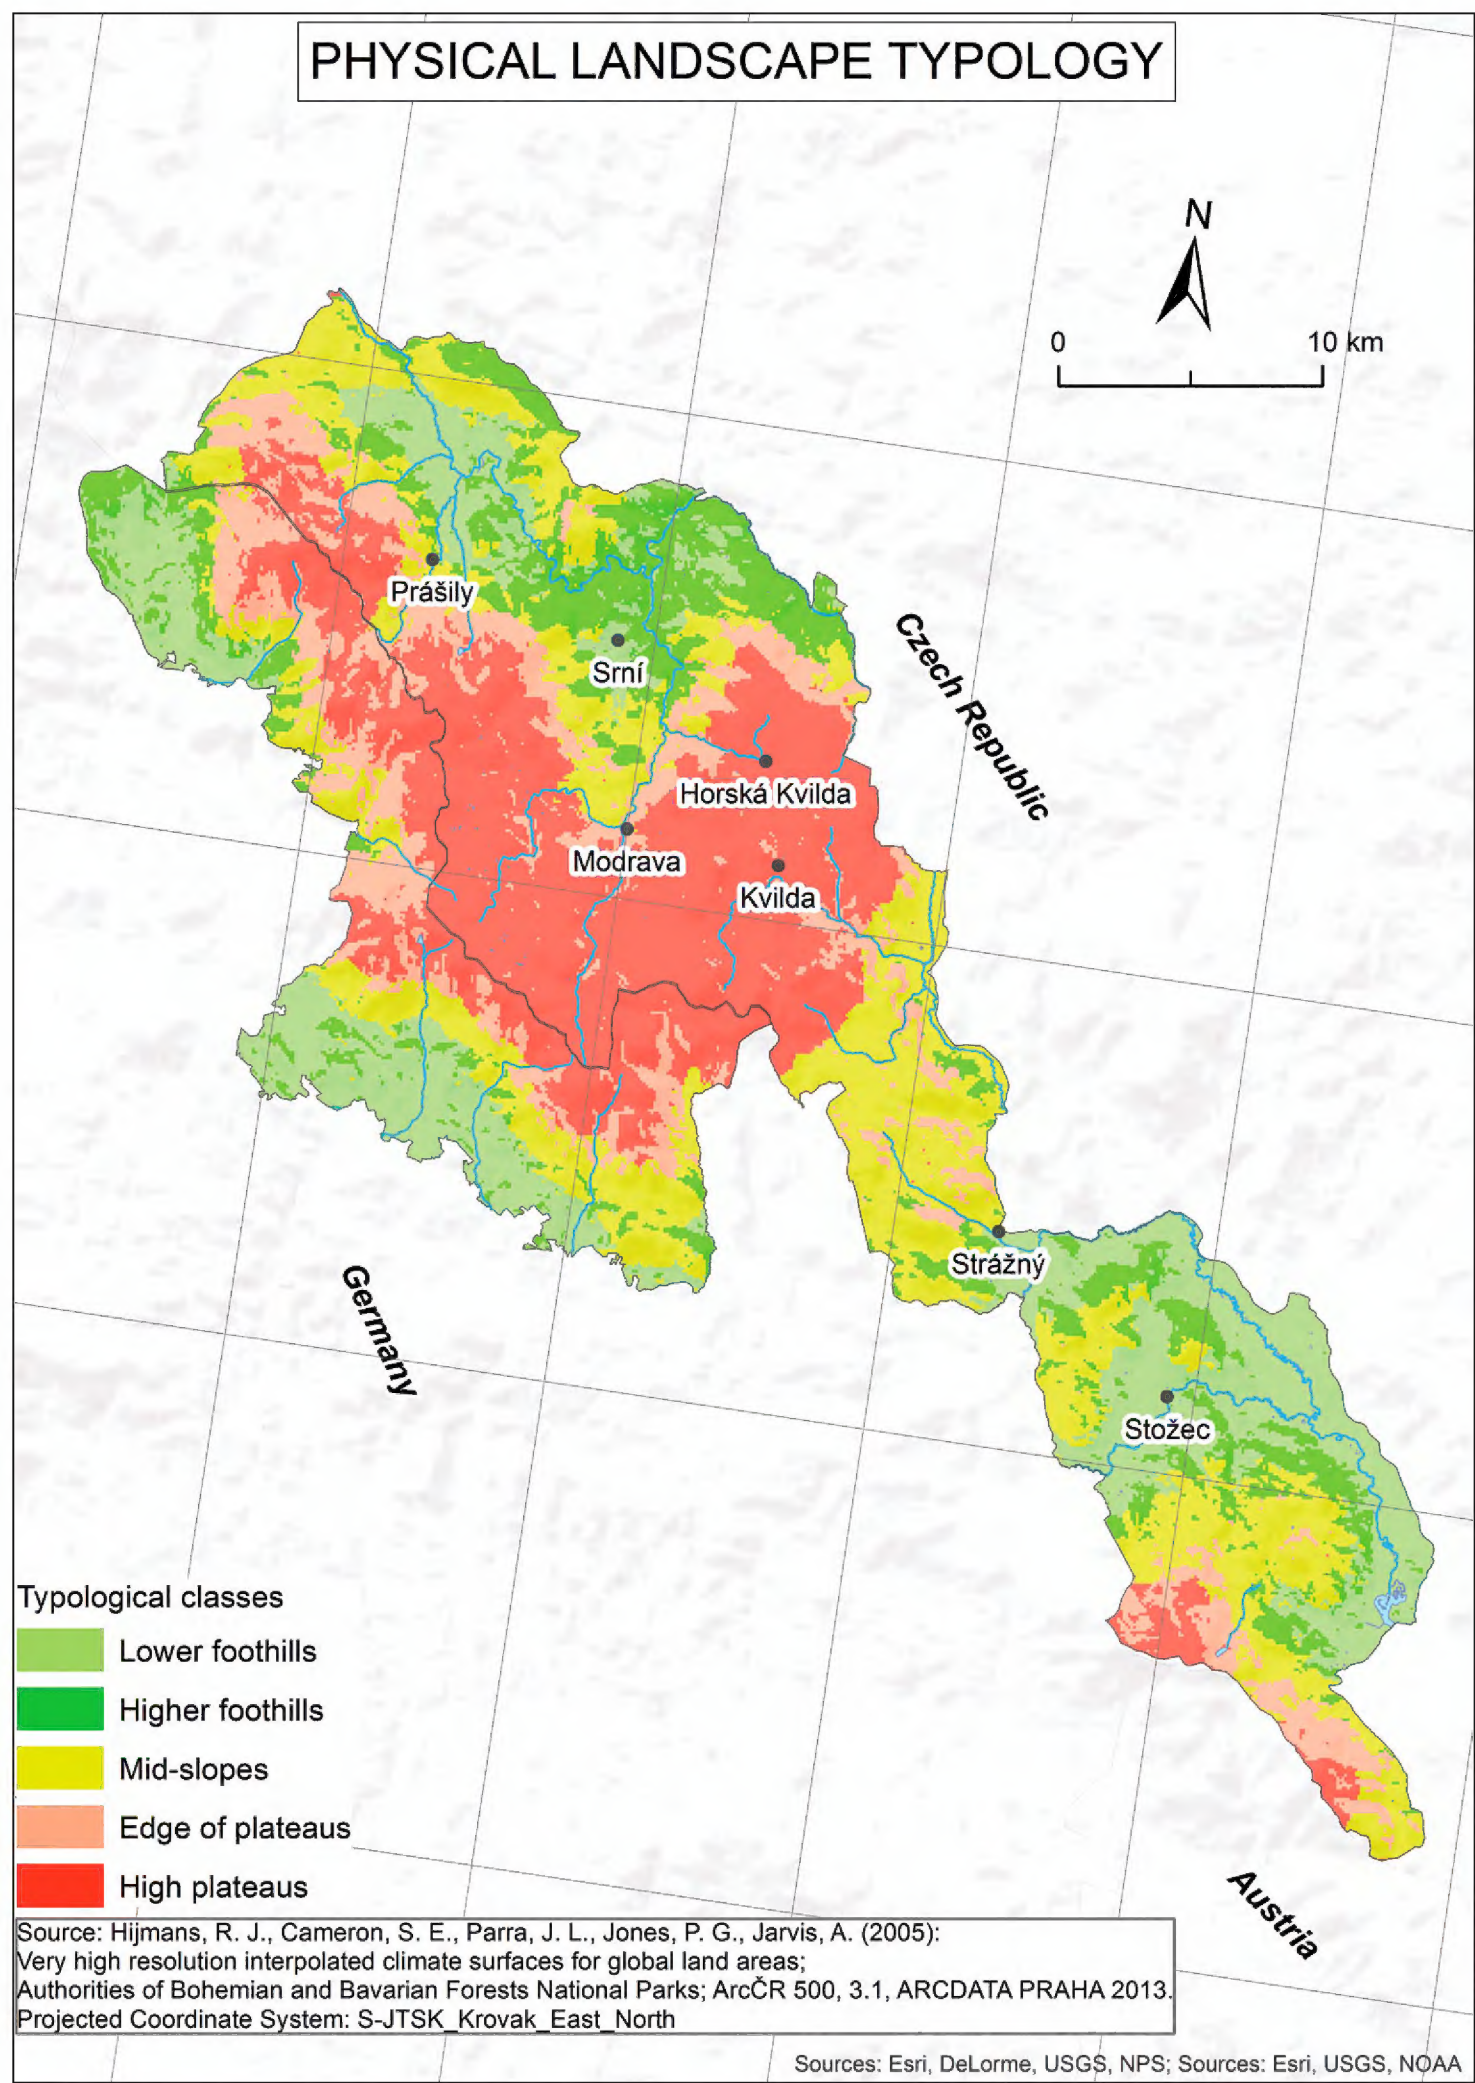 PHYSICAL LANDSCAPE TYPOLOGY
N
0 10 km
Prášily
Srní
Czech Republic
Horská Kvilda
Modrava
Kvilda
Strážný
Germany
Stožec
Typological classes
Lower foothills
Higher foothills
Mid-slopes
Edge of plateaus
High plateaus
Austria
Source: Hijmans, R. J., Cameron, S. E., Parra, J. L., Jones, P. G., Jarvis, A. (2005):
Very high resolution interpolated climate surfaces for global land areas;
Authorities of Bohemian and Bavarian Forests National Parks; ArcČR 500, 3.1, ARCDATA PRAHA 2013.
Projected Coordinate System: S-JTSK_Krovak_East_North
Sources: Esri, DeLorme, USGS, NPS; Sources: Esri, USGS, NOAA